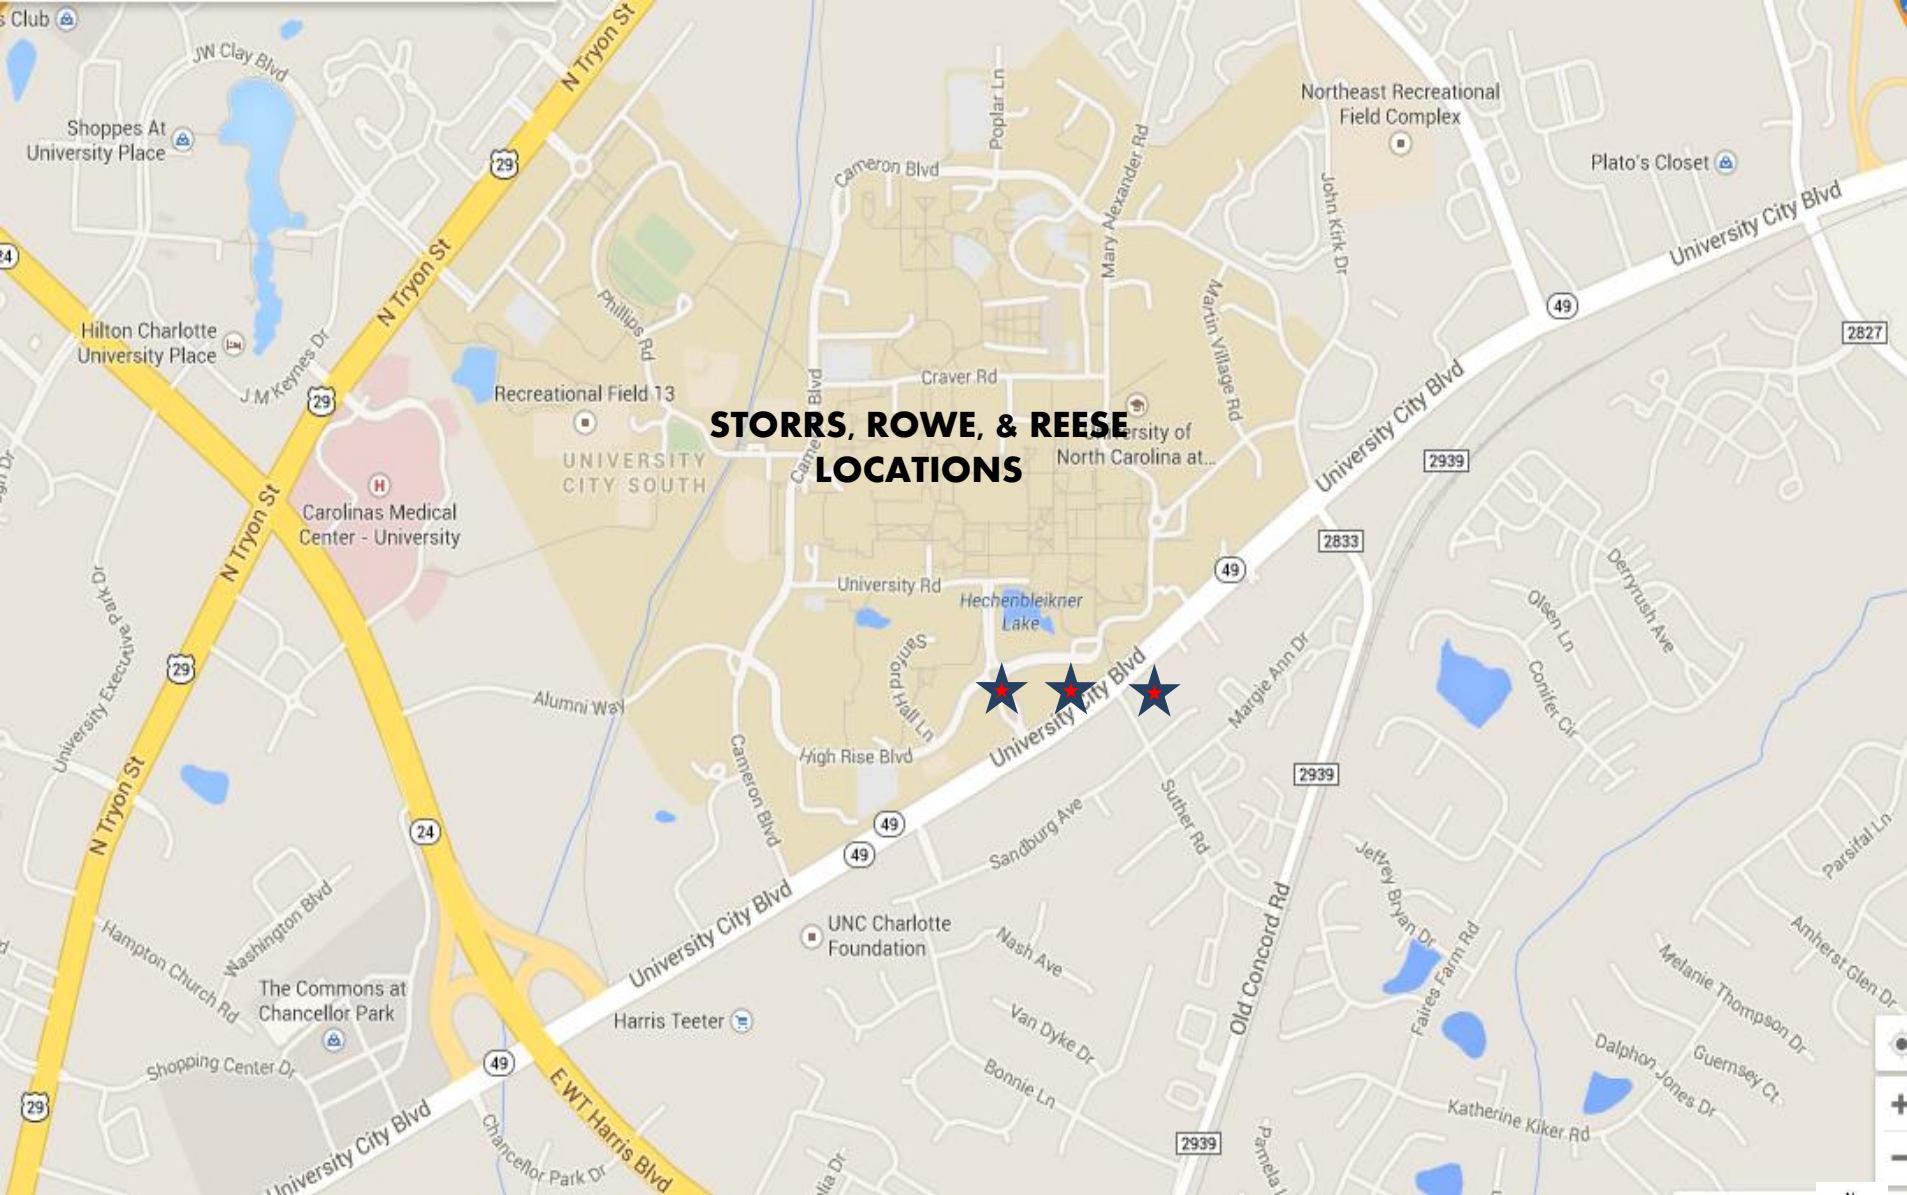 s Club
JW Clay Blvd
N Tryon St
Poplar Ln
Northeast Recreational
Field Complex
Shoppes At
University Place
29
Cameron Blvd
Mary Alexander Rd
Plato's Closet
John Kirk Dr
University City Blvd
24
N Tryon St
Phillips Rd
Martin Village Rd
49
Hilton Charlotte
University Place
J M Keynes Dr
2827
29
Recreational Field 13
Craver Rd
University City Blvd
STORRS, ROWE, & REESE
LOCATIONS
University of
North Carolina at...
UNIVERSITY
CITY SOUTH
2939
Carolinas Medical
Center - University
N Tryon St
2833
49
University Rd
Hechenbleikner
Lake
Derryrush Ave
Olsen Ln
University Executive Park Dr
29
Sanford Hall Ln
Alumni Way
University City Blvd
University City Blvd
Margie Ann Dr
Conifer Cir
Cameron Blvd
High Rise Blvd
2939
N Tryon St
24
49
49
Sandburg Ave
Suther Rd
Parsifal Ln
Jeffrey Bryan Dr
Washington Blvd
University City Blvd
UNC Charlotte
Foundation
Nash Ave
Old Concord Rd
Faires Farm Rd
Amherst Glen Dr
Melanie Thompson Dr
Hampton Church Rd
The Commons at
Chancellor Park
Harris Teeter
Van Dyke Dr
Dalphon Jones Dr
Guernsey Ct
Shopping Center Dr
49
Bonnie Ln
Katherine Kiker Rd
29
E WT Harris Blvd
University City Blvd
Chancellor Park Dr
2939
Pamela